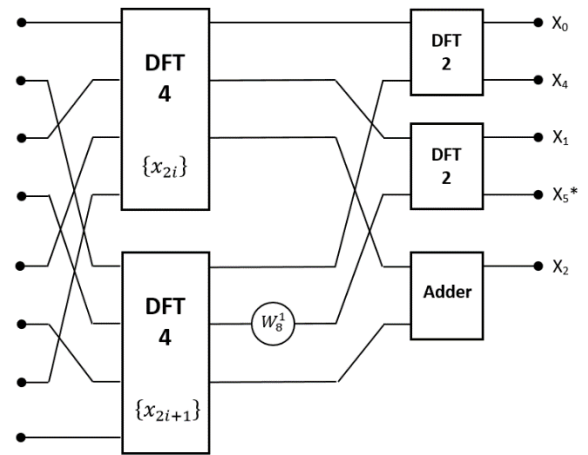 DFT
4
{x₂ᵢ}
DFT
4
{x₂ᵢ₊₁}
W₈¹
DFT
2
DFT
2
Adder
X₀
X₄
X₁
X₅*
X₂